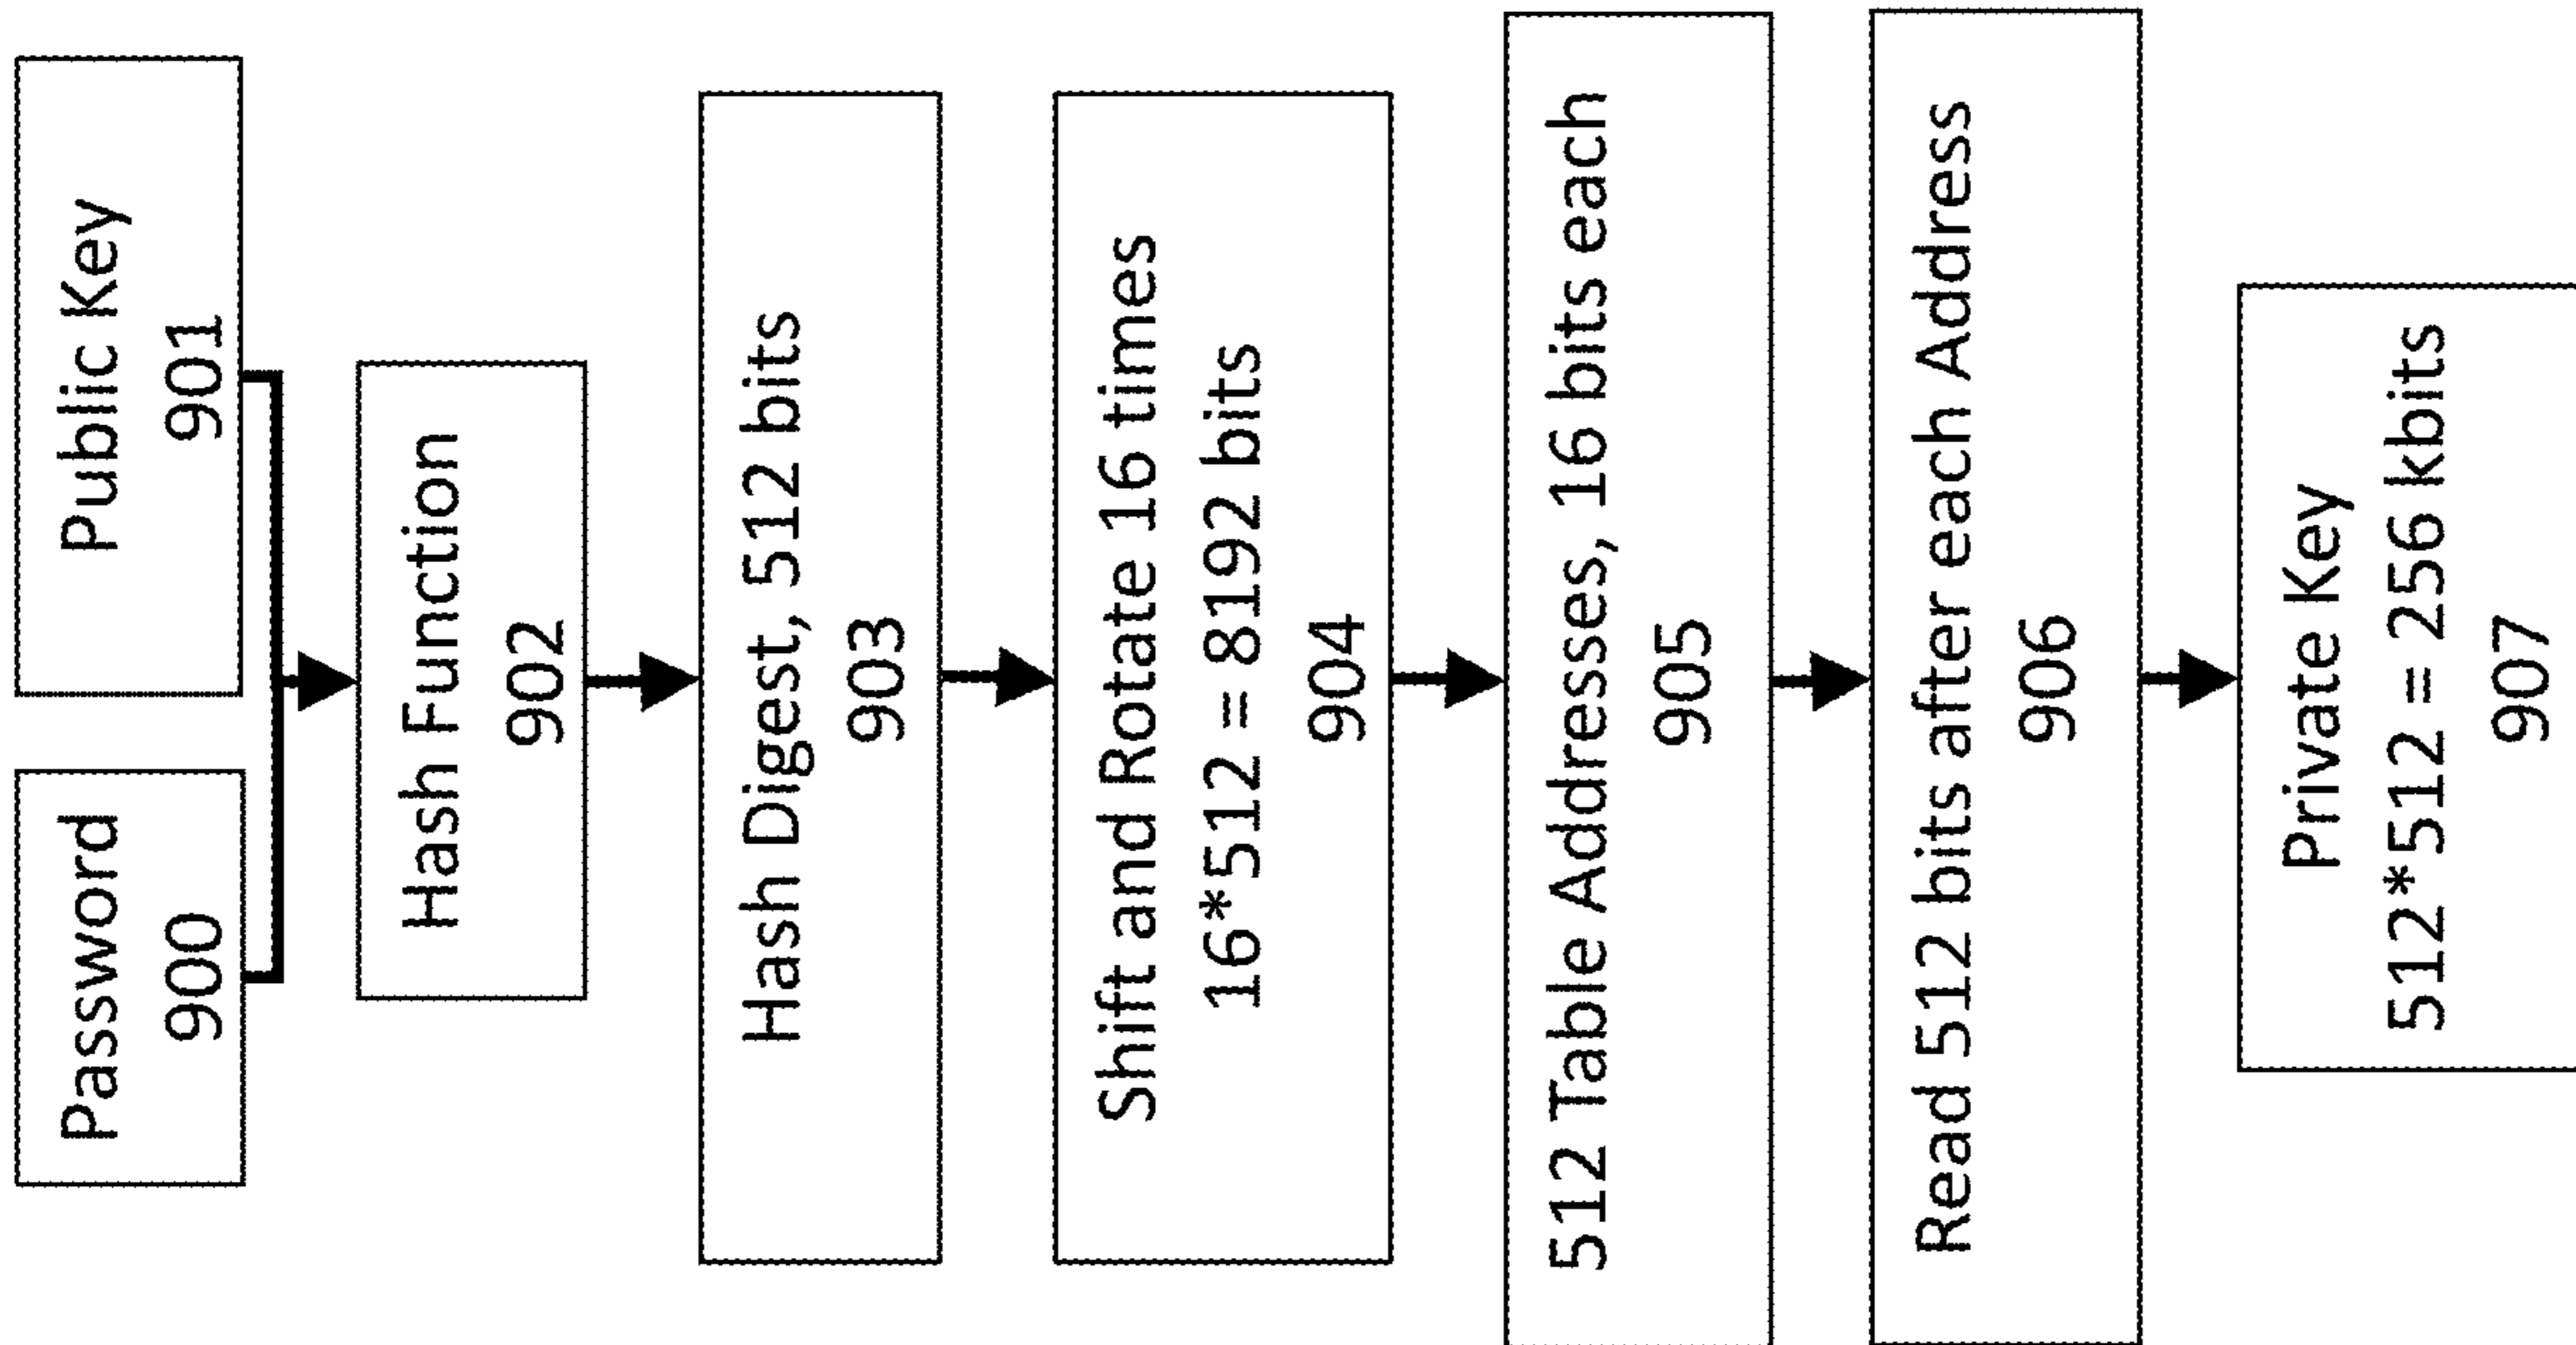 Password
900
Public Key
901
Hash Function
902
Hash Digest, 512 bits
903
Shift and Rotate 16 times
16*512 = 8192 bits
904
512 Table Addresses, 16 bits each
905
Read 512 bits after each Address
906
Private Key
512*512 = 256 kbits
907